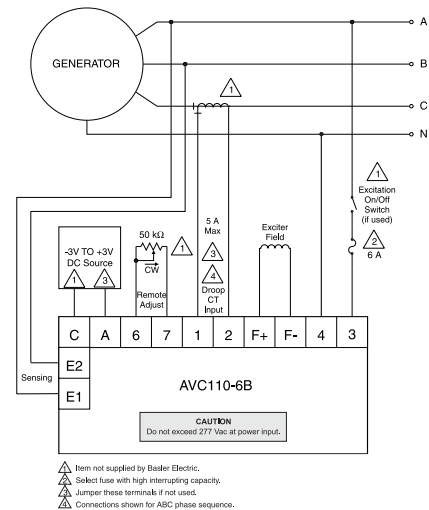 A
GENERATOR
B
1
C
N
1
Excitation
On/Off
Switch
(if used)
-3V TO +3V
DC Source
1
3
50 kΩ
CW
1
Remote
Adjust
5 A
Max
3
4
Droop
CT
Input
Exciter
Field
2
6 A
C A 6 7 1 2 F+ F- 4 3
E2
Sensing
E1
AVC110-6B
CAUTION
Do not exceed 277 Vac at power input.
1 Item not supplied by Basler Electric.
2 Select fuse with high interrupting capacity.
3 Jumper these terminals if not used.
4 Connections shown for ABC phase sequence.